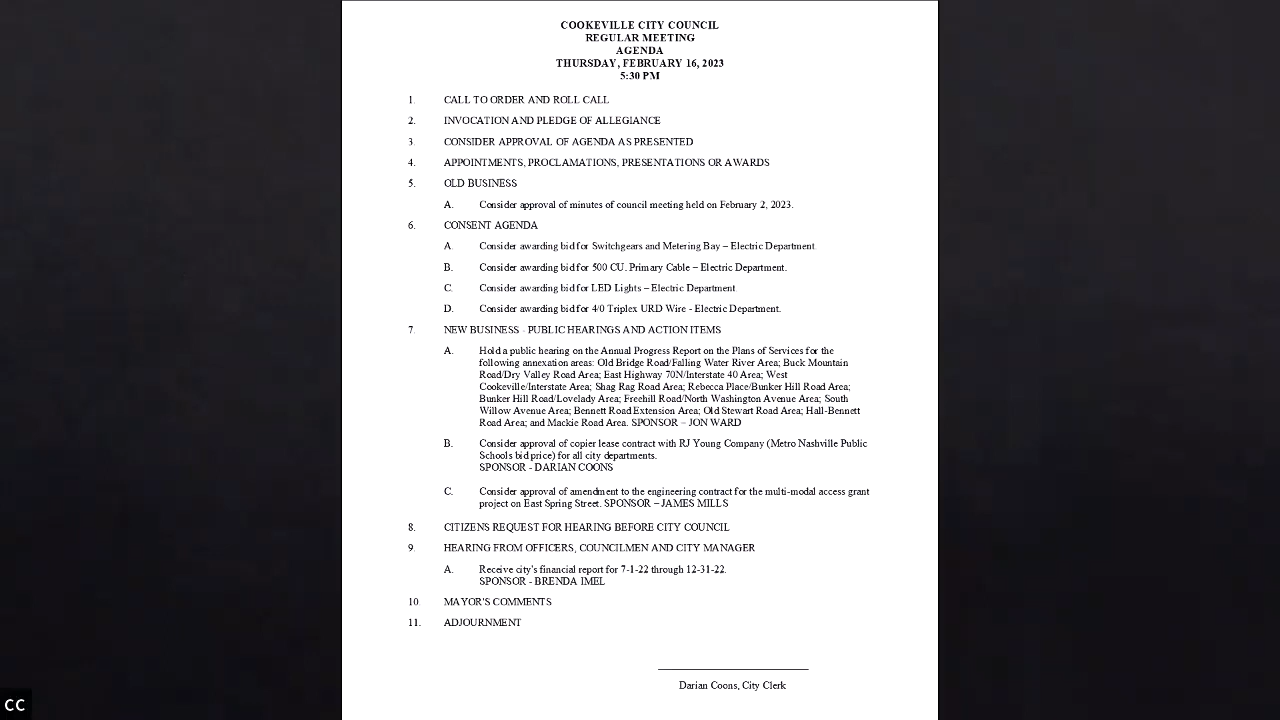 COOKEVILLE CITY COUNCIL
REGULAR MEETING
AGENDA
THURSDAY, FEBRUARY 16, 2023
5:30 PM
1. CALL TO ORDER AND ROLL CALL
2. INVOCATION AND PLEDGE OF ALLEGIANCE
3. CONSIDER APPROVAL OF AGENDA AS PRESENTED
4. APPOINTMENTS, PROCLAMATIONS, PRESENTATIONS OR AWARDS
5. OLD BUSINESS
A. Consider approval of minutes of council meeting held on February 2, 2023.
6. CONSENT AGENDA
A. Consider awarding bid for Switchgears and Metering Bay – Electric Department.
B. Consider awarding bid for 500 CU. Primary Cable – Electric Department.
C. Consider awarding bid for LED Lights – Electric Department.
D. Consider awarding bid for 4/0 Triplex URD Wire - Electric Department.
7. NEW BUSINESS - PUBLIC HEARINGS AND ACTION ITEMS
A. Hold a public hearing on the Annual Progress Report on the Plans of Services for the
following annexation areas: Old Bridge Road/Falling Water River Area; Buck Mountain
Road/Dry Valley Road Area; East Highway 70N/Interstate 40 Area; West
Cookeville/Interstate Area; Shag Rag Road Area; Rebecca Place/Bunker Hill Road Area;
Bunker Hill Road/Lovelady Area; Freehill Road/North Washington Avenue Area; South
Willow Avenue Area; Bennett Road Extension Area; Old Stewart Road Area; Hall-Bennett
Road Area; and Mackie Road Area. SPONSOR – JON WARD
B. Consider approval of copier lease contract with RJ Young Company (Metro Nashville Public
Schools bid price) for all city departments.
SPONSOR - DARIAN COONS
C. Consider approval of amendment to the engineering contract for the multi-modal access grant
project on East Spring Street. SPONSOR – JAMES MILLS
8. CITIZENS REQUEST FOR HEARING BEFORE CITY COUNCIL
9. HEARING FROM OFFICERS, COUNCILMEN AND CITY MANAGER
A. Receive city's financial report for 7-1-22 through 12-31-22.
SPONSOR - BRENDA IMEL
10. MAYOR'S COMMENTS
11. ADJOURNMENT
Darian Coons, City Clerk
CC